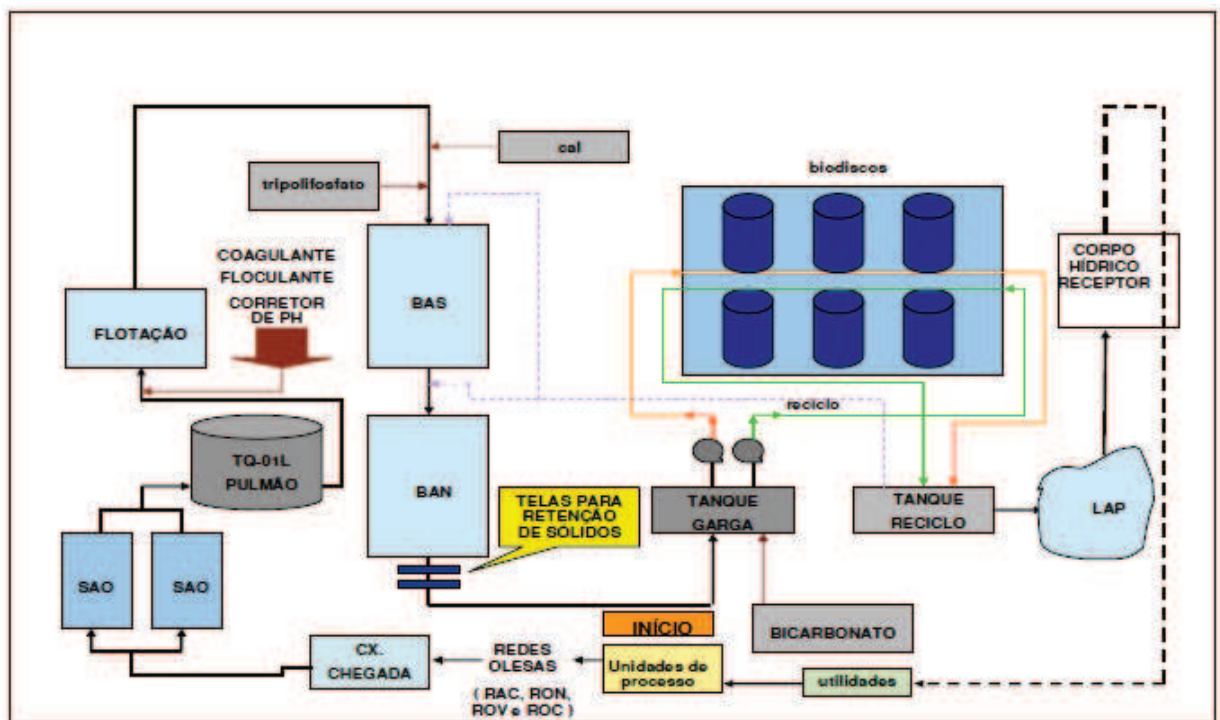 cal
biodiscos
tripolifosfato
COAGULANTE
FLOCULANTE
CORRETOR
DE PH
BAS
CORPO
HÍDRICO
RECEPTOR
FLOTAÇÃO
reciclo
TQ-01L
PULMÃO
BAN
TELAS PARA
RETENÇÃO
DE SÓLIDOS
TANQUE
GARGA
TANQUE
RECICLO
LAP
SAO
SAO
INÍCIO
BICARBONATO
CX.
CHEGADA
REDES
OLESAS
( RAC, RON,
ROV e ROC )
Unidades de
processo
utilidades